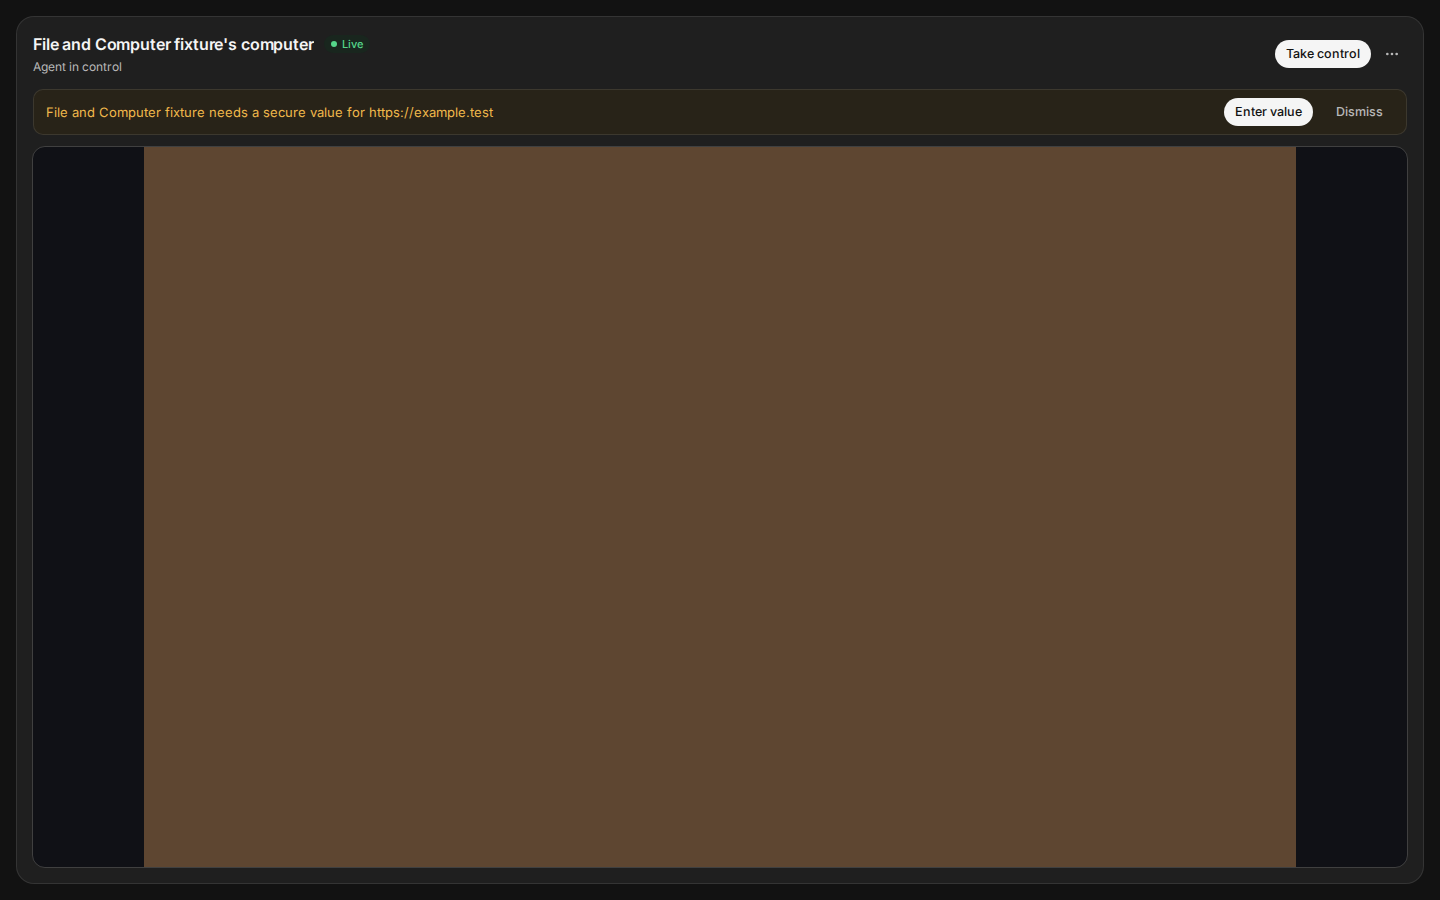 File and Computer fixture's computer
Live
Agent in control
Take control
File and Computer fixture needs a secure value for https://example.test
Enter value
Dismiss